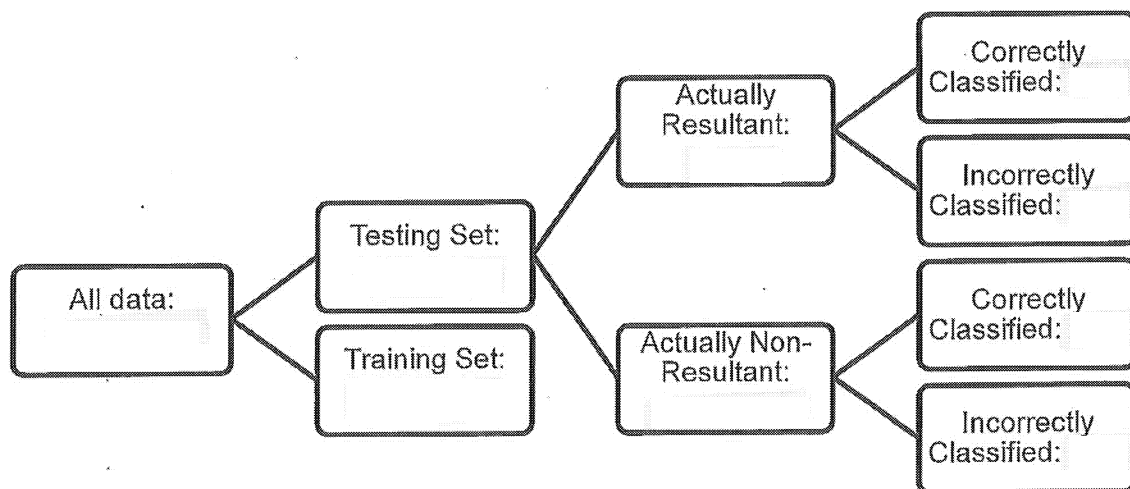 All data:
Testing Set:
Training Set:
Actually
Resultant:
Actually Non-
Resultant:
Correctly
Classified:
Incorrectly
Classified:
Correctly
Classified:
Incorrectly
Classified: